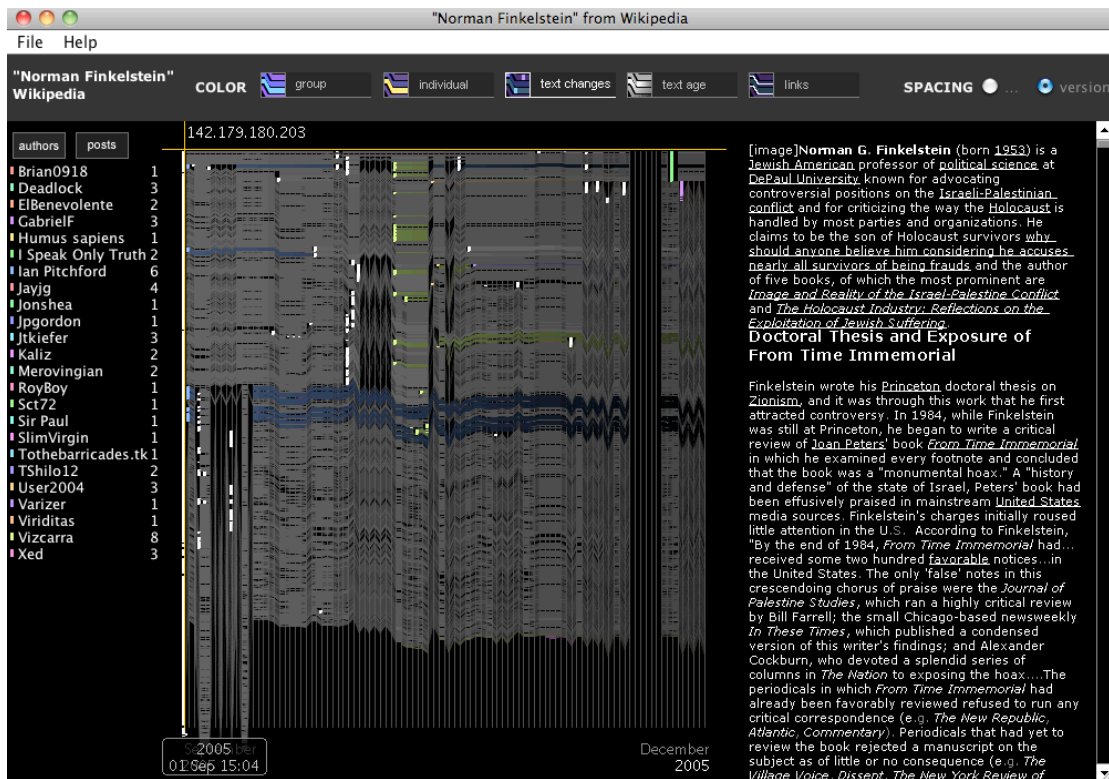 "Norman Finkelstein" from Wikipedia
File Help
"Norman Finkelstein"
Wikipedia
COLOR group individual text changes text age links SPACING ... version
authors posts
142.179.180.203
Brian0918 1
Deadlock 3
ElBenevolente 2
GabrielF 3
Humus sapiens 1
I Speak Only Truth 2
Ian Pitchford 6
Jayjg 4
Jonshea 1
Jpgordon 1
Jtkiefer 3
Kaliz 2
Merovingian 2
RoyBoy 1
Sct72 1
Sir Paul 1
SlimVirgin 1
Tothebarricades.tk 1
TShilo12 2
User2004 3
Varizer 1
Viriditas 1
Vizcarra 8
Xed 3
2005
01 Sep 15:04
December
2005
[image]Norman G. Finkelstein (born 1953) is a
Jewish American professor of political science at
DePaul University known for advocating
controversial positions on the Israeli-Palestinian
conflict and for criticizing the way the Holocaust is
handled by most parties and organizations. He
claims to be the son of Holocaust survivors why
should anyone believe him considering he accuses
nearly all survivors of being frauds and the author
of five books, of which the most prominent are
Image and Reality of the Israel-Palestine Conflict
and The Holocaust Industry: Reflections on the
Exploitation of Jewish Suffering.
Doctoral Thesis and Exposure of
From Time Immemorial
Finkelstein wrote his Princeton doctoral thesis on
Zionism, and it was through this work that he first
attracted controversy. In 1984, while Finkelstein
was still at Princeton, he began to write a critical
review of Joan Peters' book From Time Immemorial
in which he examined every footnote and concluded
that the book was a "monumental hoax." A "history
and defense" of the state of Israel, Peters' book had
been effusively praised in mainstream United States
media sources. Finkelstein's charges initially roused
little attention in the U.S. According to Finkelstein,
"By the end of 1984, From Time Immemorial had...
received some two hundred favorable notices...in
the United States. The only 'false' notes in this
crescendoing chorus of praise were the Journal of
Palestine Studies, which ran a highly critical review
by Bill Farrell; the small Chicago-based newsweekly
In These Times, which published a condensed
version of this writer's findings; and Alexander
Cockburn, who devoted a splendid series of
columns in The Nation to exposing the hoax....The
periodicals in which From Time Immemorial had
already been favorably reviewed refused to run any
critical correspondence (e.g. The New Republic,
Atlantic, Commentary). Periodicals that had yet to
review the book rejected a manuscript on the
subject as of little or no consequence (e.g. The
Village Voice, Dissent, The New York Review of